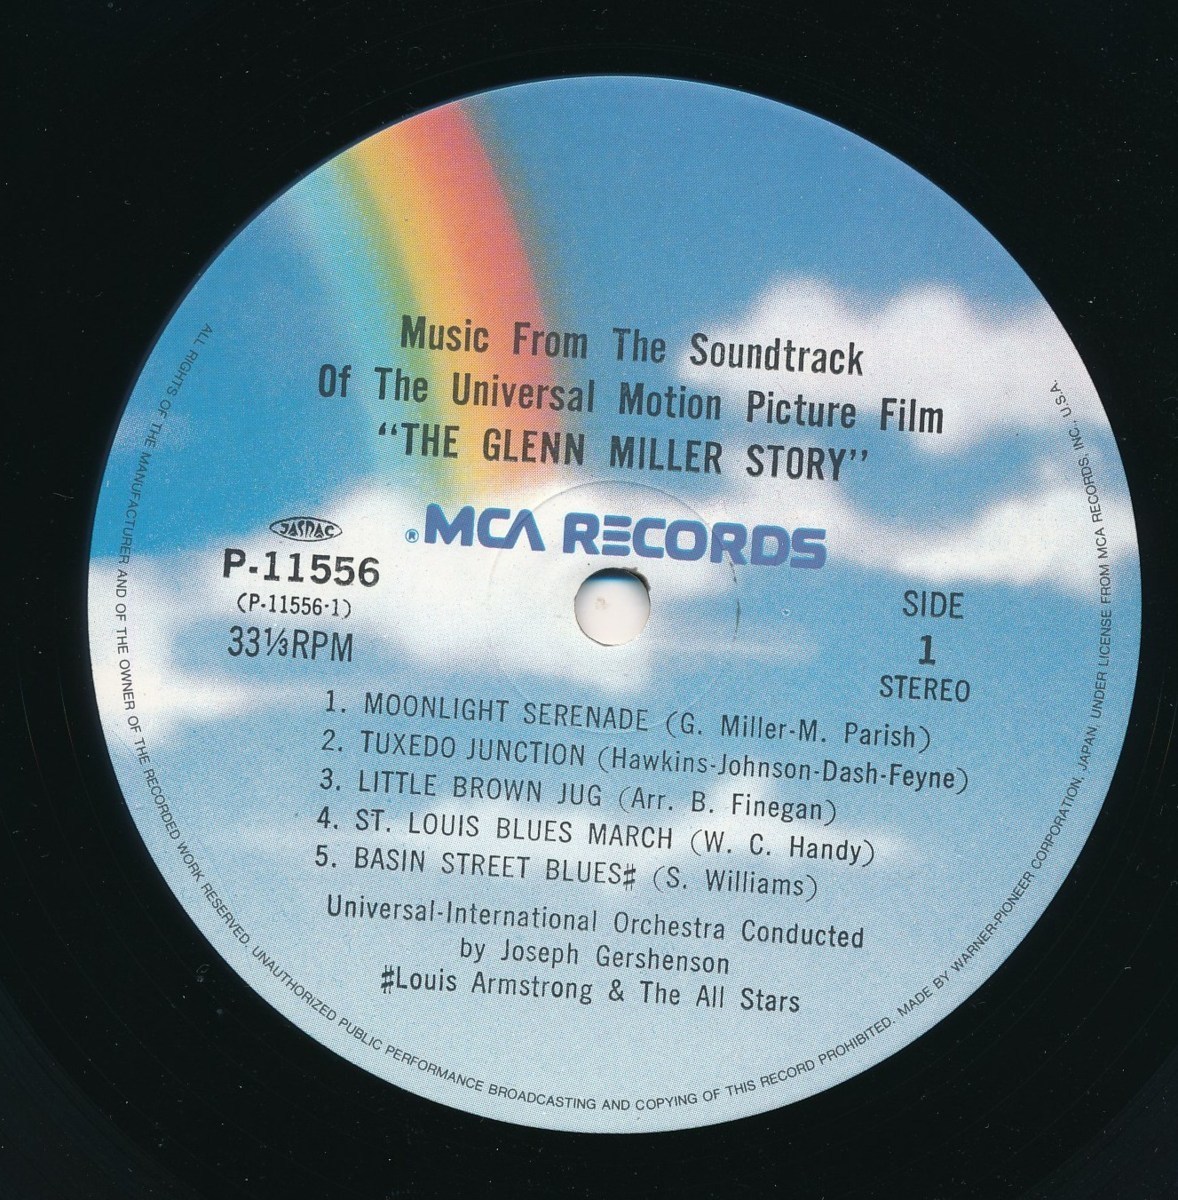 Music From The Soundtrack
Of The Universal Motion Picture Film
“THE GLENN MILLER STORY”
® MCA RECORDS
JASRAC
P-11556
(P-11556-1)
33⅓RPM
SIDE
1
STEREO
1. MOONLIGHT SERENADE (G. Miller-M. Parish)
2. TUXEDO JUNCTION (Hawkins-Johnson-Dash-Feyne)
3. LITTLE BROWN JUG (Arr. B. Finegan)
4. ST. LOUIS BLUES MARCH (W. C. Handy)
5. BASIN STREET BLUES♯ (S. Williams)
Universal-International Orchestra Conducted
by Joseph Gershenson
♯Louis Armstrong & The All Stars
ALL RIGHTS OF THE MANUFACTURER AND OF THE OWNER OF THE RECORDED WORK RESERVED. UNAUTHORIZED PUBLIC PERFORMANCE BROADCASTING AND COPYING OF THIS RECORD PROHIBITED. MADE BY WARNER-PIONEER CORPORATION, JAPAN, UNDER LICENSE FROM MCA RECORDS, INC., U.S.A.